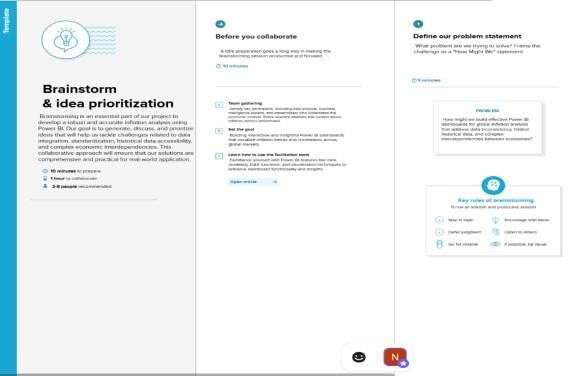 Template
Brainstorm
& idea prioritization
Brainstorming is an essential part of our project to
develop a robust and accurate inflation analysis using
Power BI. Our goal is to generate, discuss, and prioritize
ideas that will help us tackle challenges related to data
integration, standardization, historical data accessibility,
and complex economic interdependencies. This
collaborative approach will ensure that our solutions are
comprehensive and practical for real-world application.
10 minutes to prepare
1 hour to collaborate
2-8 people recommended
Before you collaborate
A little preparation goes a long way in making the
brainstorming session productive and focused.
10 minutes
Team gathering
Identify key participants, including data analysts, business
intelligence experts, and stakeholders who understand the
economic context. Share
Set the goal
Building interactive and insightful Power BI dashboards
that visualize inflation trends and correlations across
global markets.
Learn how to use the facilitation tools
Familiarize yourself with Power BI features like data
modeling, DAX functions, and visualization techniques to
enhance dashboard functionality and insights.
Open article
1
Define our problem statement
What problem are we trying to solve? Frame the
challenge as a "How Might We" statement.
5 minutes
PROBLEM
How might we build effective Power BI
dashboards for global inflation analysis
that address data inconsistency, limited
historical data, and complex
interdependencies between economies?
Key rules of brainstorming
To run an smooth and productive session
Stay in topic.
Encourage wild ideas.
Defer judgment.
Listen to others.
Go for volume.
If possible, be visual.
N